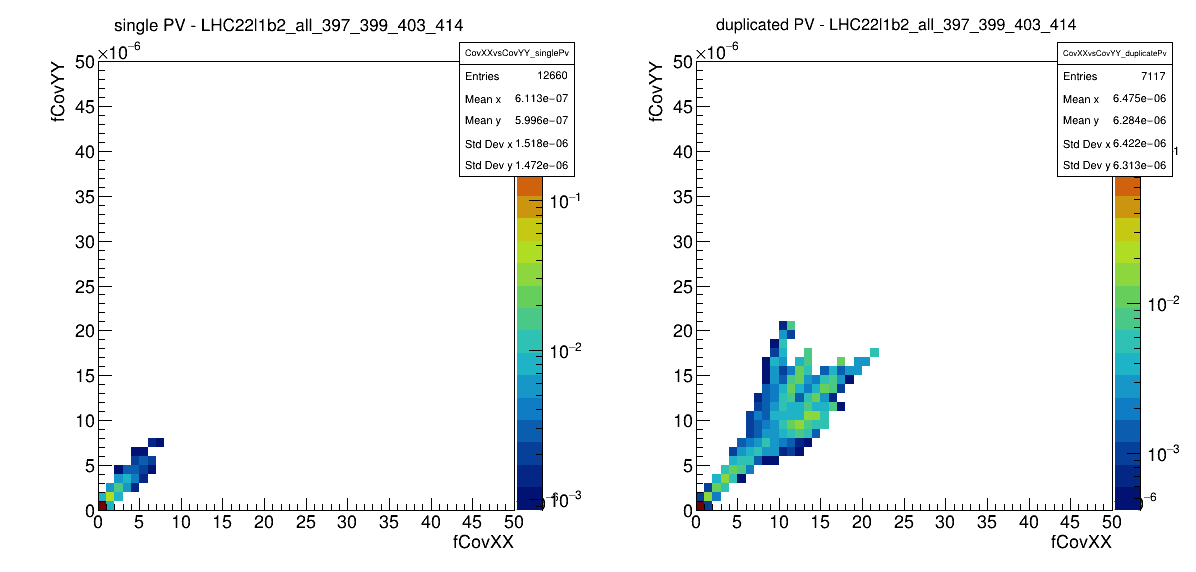 single PV - LHC22l1b2_all_397_399_403_414
×10−6
fCovYY
50
45
40
35
30
25
20
15
10
5
0
0 5 10 15 20 25 30 35 40 45 50
fCovXX
CovXXvsCovYY_singlePv
Entries 12660
Mean x 6.113e−07
Mean y 5.996e−07
Std Dev x 1.518e−06
Std Dev y 1.472e−06
10−1
10−2
10−3
duplicated PV - LHC22l1b2_all_397_399_403_414
×10−6
fCovYY
50
45
40
35
30
25
20
15
10
5
0
0 5 10 15 20 25 30 35 40 45 50
−6
fCovXX
CovXXvsCovYY_duplicatePv
Entries 7117
Mean x 6.475e−06
Mean y 6.284e−06
Std Dev x 6.422e−06
Std Dev y 6.313e−06
1
10−2
10−3